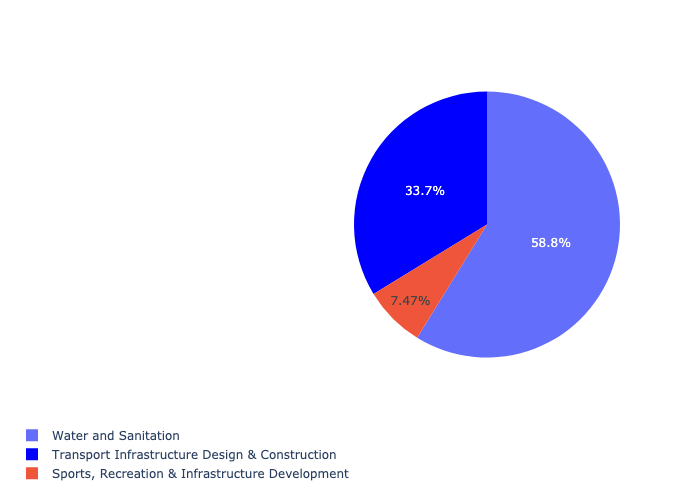 33.7%
58.8%
7.47%
Water and Sanitation
Transport Infrastructure Design & Construction
Sports, Recreation & Infrastructure Development